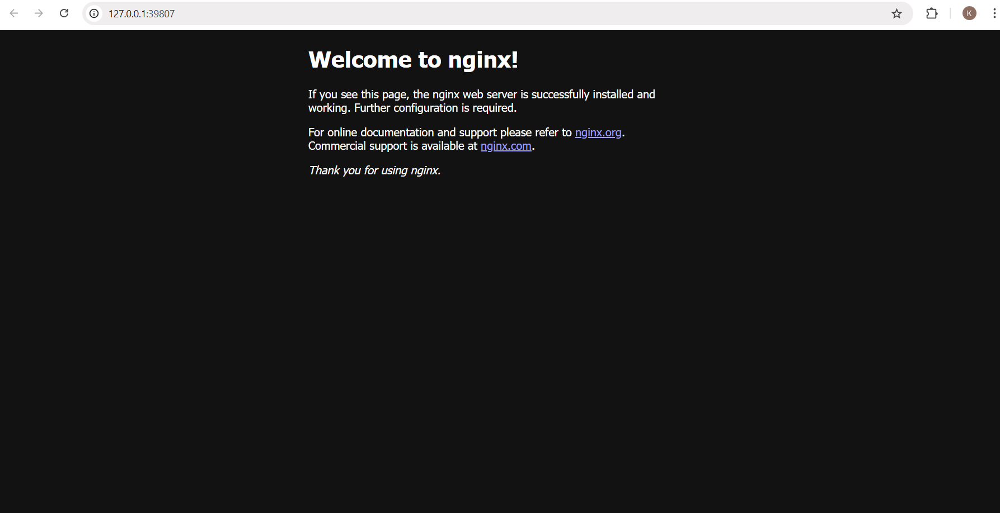 127.0.0.1:39807
K
Welcome to nginx!
If you see this page, the nginx web server is successfully installed and
working. Further configuration is required.
For online documentation and support please refer to nginx.org.
Commercial support is available at nginx.com.
Thank you for using nginx.